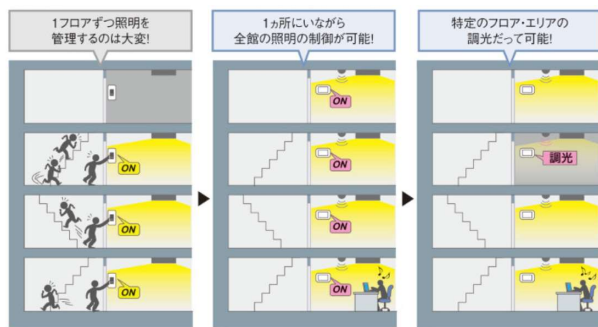 1フロアずつ照明を
管理するのは大変!
1ヵ所にいながら
全館の照明の制御が可能!
特定のフロア・エリアの
調光だって可能!
ON
ON
ON
ON
ON
ON
ON
調光